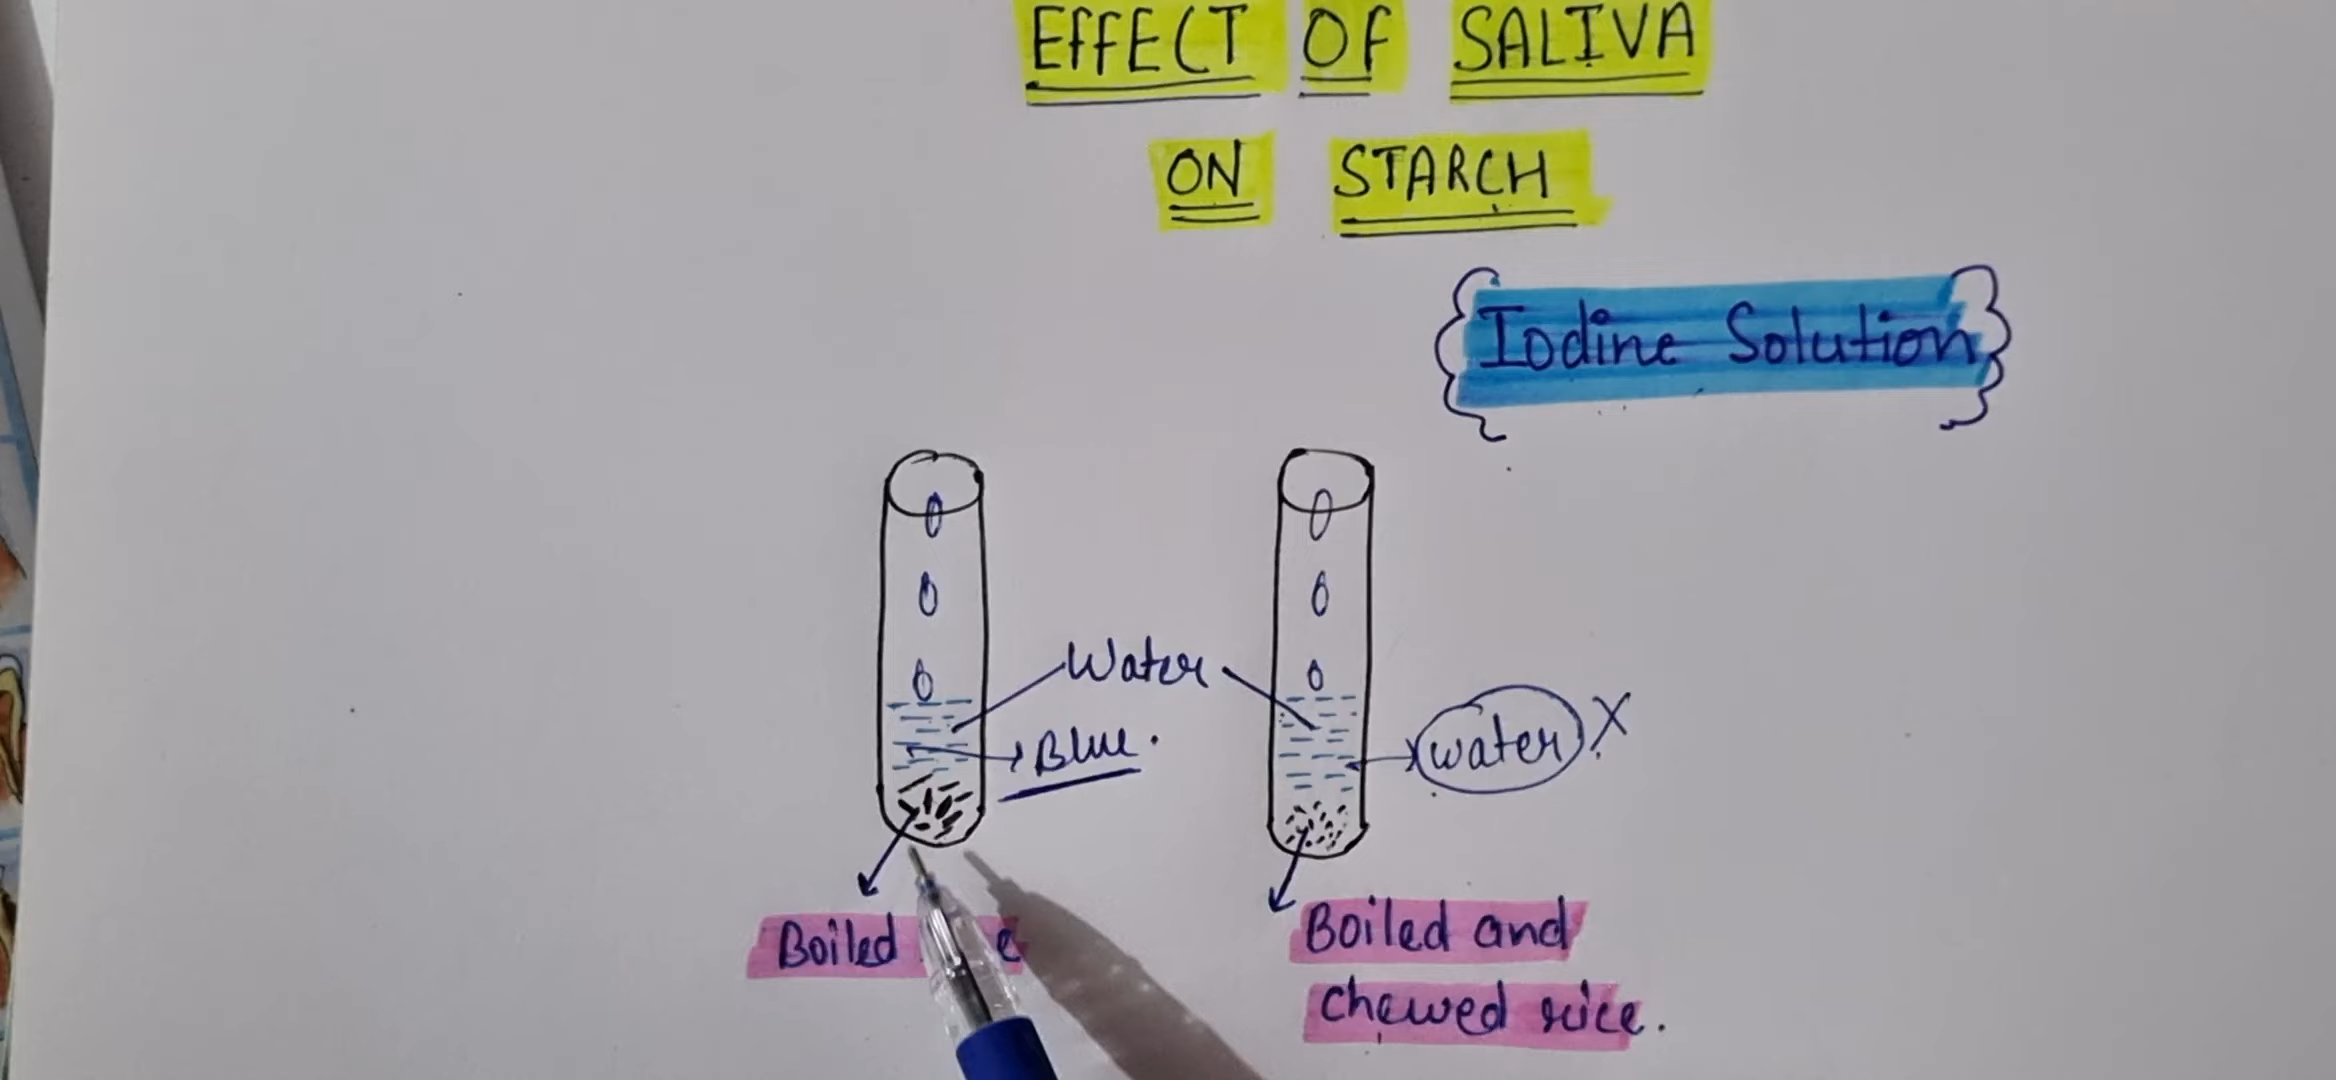 EFFECT OF SALIVA
ON STARCH
Iodine Solution
Water
Blue.
water X
Boiled
Boiled and
chewed rice.